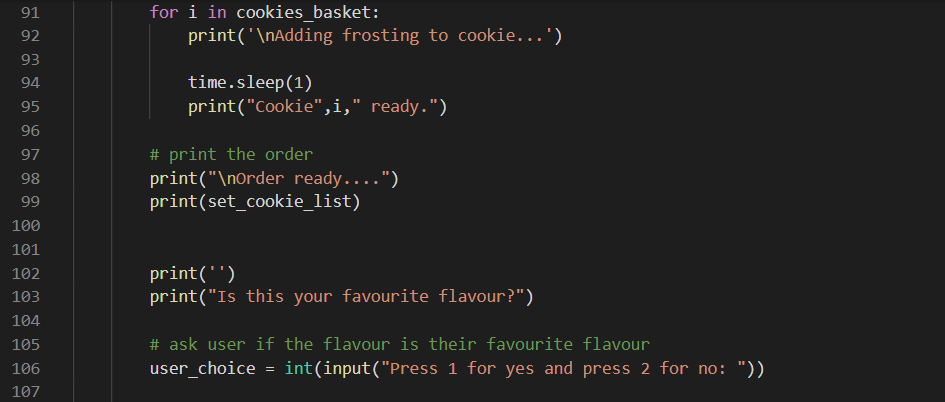 91 for i in cookies_basket:
92 print('\nAdding frosting to cookie...')
93
94 time.sleep(1)
95 print("Cookie",i," ready.")
96
97 # print the order
98 print("\nOrder ready....")
99 print(set_cookie_list)
100
101
102 print('')
103 print("Is this your favourite flavour?")
104
105 # ask user if the flavour is their favourite flavour
106 user_choice = int(input("Press 1 for yes and press 2 for no: "))
107